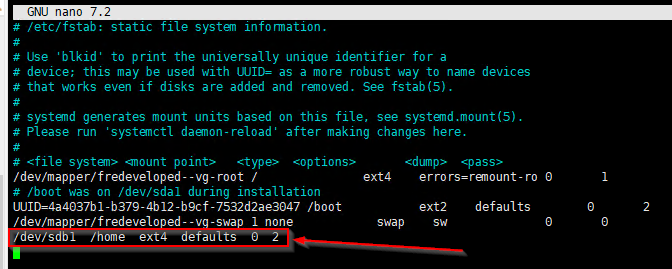 GNU nano 7.2
# /etc/fstab: static file system information.
#
# Use 'blkid' to print the universally unique identifier for a
# device; this may be used with UUID= as a more robust way to name devices
# that works even if disks are added and removed. See fstab(5).
#
# systemd generates mount units based on this file, see systemd.mount(5).
# Please run 'systemctl daemon-reload' after making changes here.
#
# <file system> <mount point>   <type>  <options>       <dump>  <pass>
/dev/mapper/fredeveloped--vg-root /               ext4    errors=remount-ro 0       1
# /boot was on /dev/sda1 during installation
UUID=4a4037b1-b379-4b12-b9cf-7532d2ae3047 /boot           ext2    defaults        0       2
/dev/mapper/fredeveloped--vg-swap_1 none            swap    sw              0       0
/dev/sdb1  /home  ext4  defaults  0  2